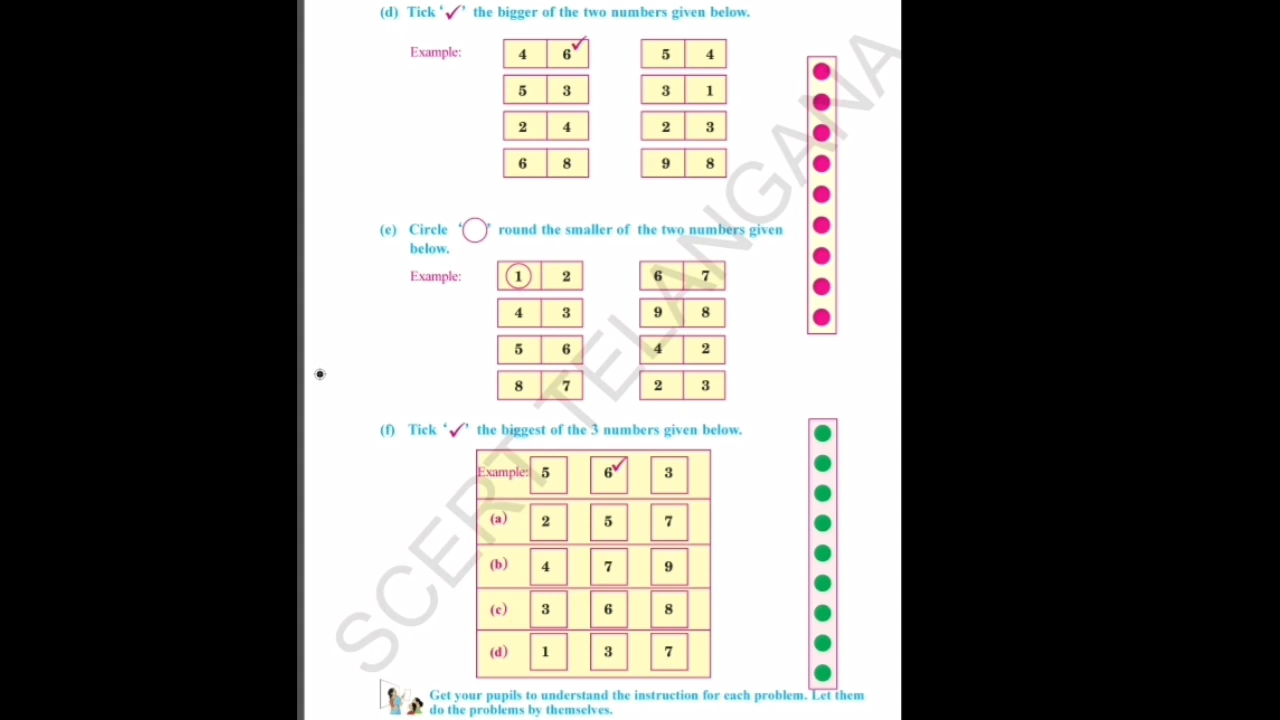 (d) Tick ‘✓’ the bigger of the two numbers given below.
Example: 4 6✓ 5 4
5 3 3 1
2 4 2 3
6 8 9 8
(e) Circle ‘◯’ round the smaller of the two numbers given
below.
Example: 1 2 6 7
4 3 9 8
5 6 4 2
8 7 2 3
(f) Tick ‘✓’ the biggest of the 3 numbers given below.
Example: 5 6✓ 3
(a) 2 5 7
(b) 4 7 9
(c) 3 6 8
(d) 1 3 7
Get your pupils to understand the instruction for each problem. Let them
do the problems by themselves.
SCERT TELANGANA